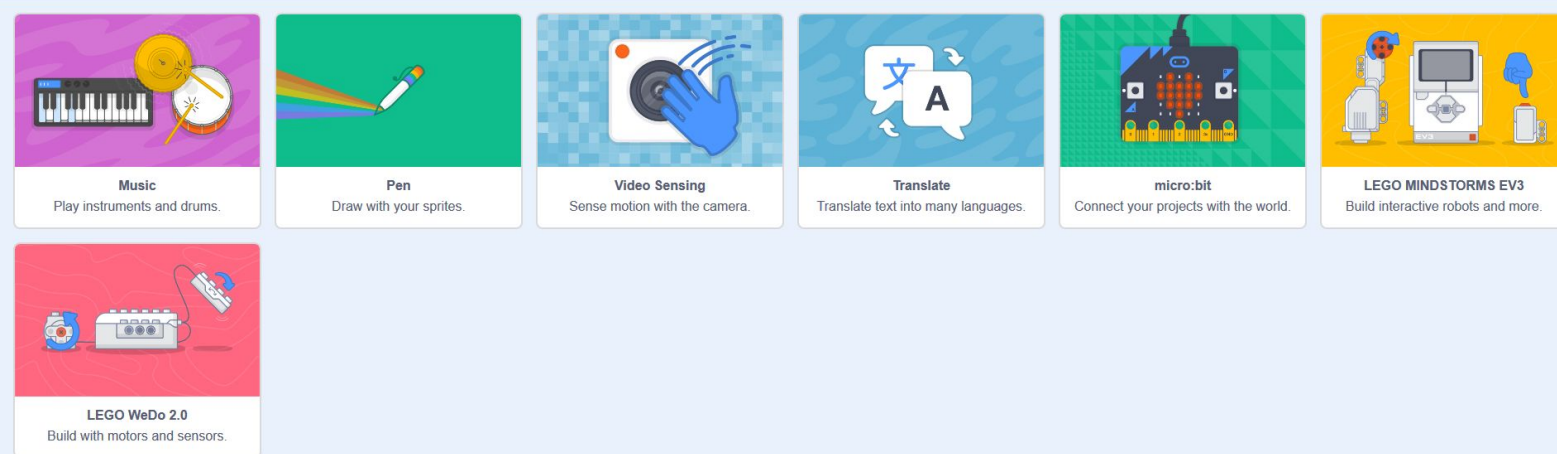 Music
Play instruments and drums.
Pen
Draw with your sprites.
Video Sensing
Sense motion with the camera.
文
A
Translate
Translate text into many languages.
micro:bit
Connect your projects with the world.
EV3
LEGO MINDSTORMS EV3
Build interactive robots and more.
LEGO WeDo 2.0
Build with motors and sensors.